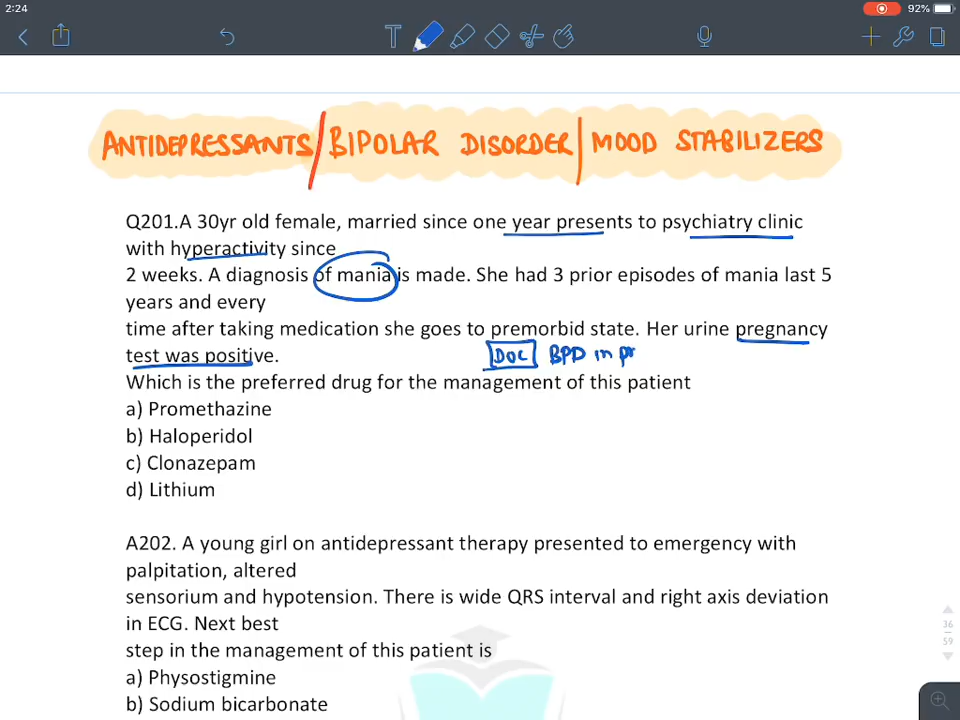 2:24
92%
T
ANTIDEPRESSANTS/BIPOLAR DISORDER|MOOD STABILIZERS
Q201.A 30yr old female, married since one year presents to psychiatry clinic
with hyperactivity since
2 weeks. A diagnosis of mania is made. She had 3 prior episodes of mania last 5
years and every
time after taking medication she goes to premorbid state. Her urine pregnancy
test was positive.
DOC BPD in pr
Which is the preferred drug for the management of this patient
a) Promethazine
b) Haloperidol
c) Clonazepam
d) Lithium
A202. A young girl on antidepressant therapy presented to emergency with
palpitation, altered
sensorium and hypotension. There is wide QRS interval and right axis deviation
in ECG. Next best
step in the management of this patient is
a) Physostigmine
b) Sodium bicarbonate
36
59